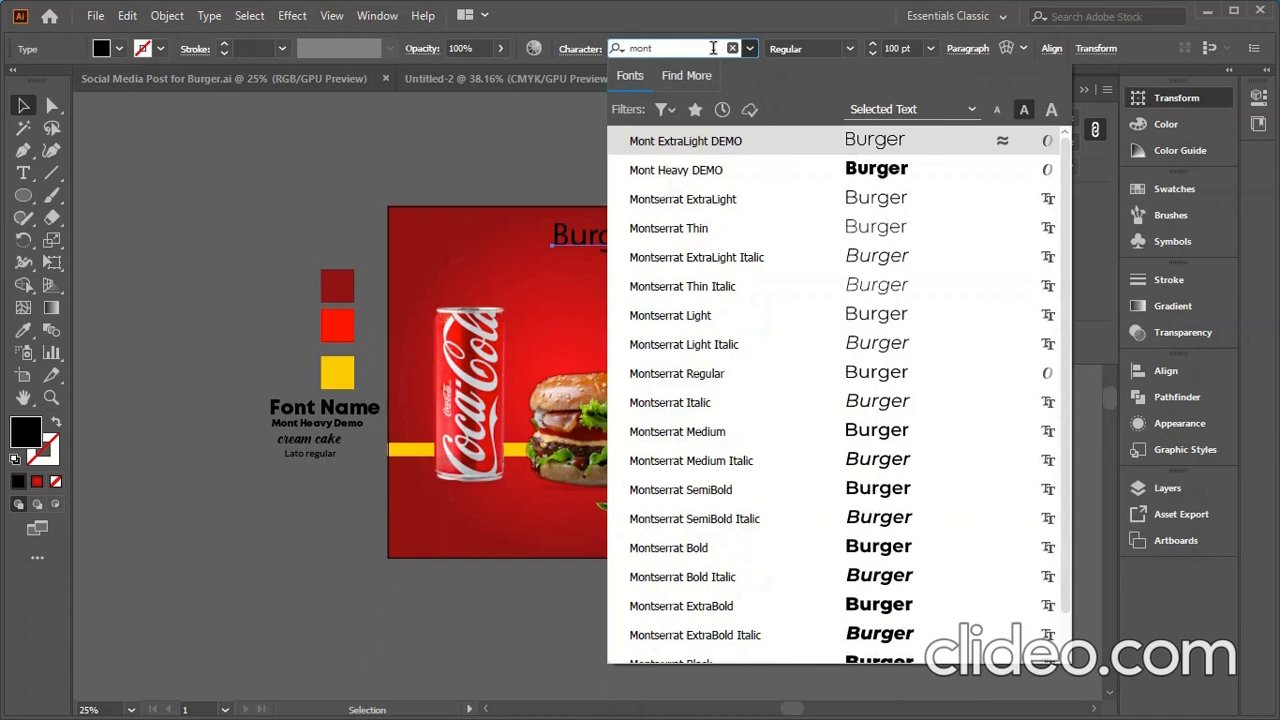 Ai File Edit Object Type Select Effect View Window Help Essentials Classic Search Adobe Stock
Type Stroke: Opacity: 100% Character: mont Regular 100 pt Paragraph Align Transform
Social Media Post for Burger.ai @ 25% (RGB/GPU Preview) × Untitled-2 @ 38.16% (CMYK/GPU Preview)
Fonts Find More
Filters: Selected Text A A A
Mont ExtraLight DEMO Burger
Mont Heavy DEMO Burger
Montserrat ExtraLight Burger
Montserrat Thin Burger
Montserrat ExtraLight Italic Burger
Montserrat Thin Italic Burger
Montserrat Light Burger
Montserrat Light Italic Burger
Montserrat Regular Burger
Montserrat Italic Burger
Montserrat Medium Burger
Montserrat Medium Italic Burger
Montserrat SemiBold Burger
Montserrat SemiBold Italic Burger
Montserrat Bold Burger
Montserrat Bold Italic Burger
Montserrat ExtraBold Burger
Montserrat ExtraBold Italic Burger
Burg
Coca-Cola
Font Name
Mont Heavy Demo
cream cake
Lato regular
Transform
Color
Color Guide
Swatches
Brushes
Symbols
Stroke
Gradient
Transparency
Align
Pathfinder
Appearance
Graphic Styles
Layers
Asset Export
Artboards
clideo.com
25% 1 Selection